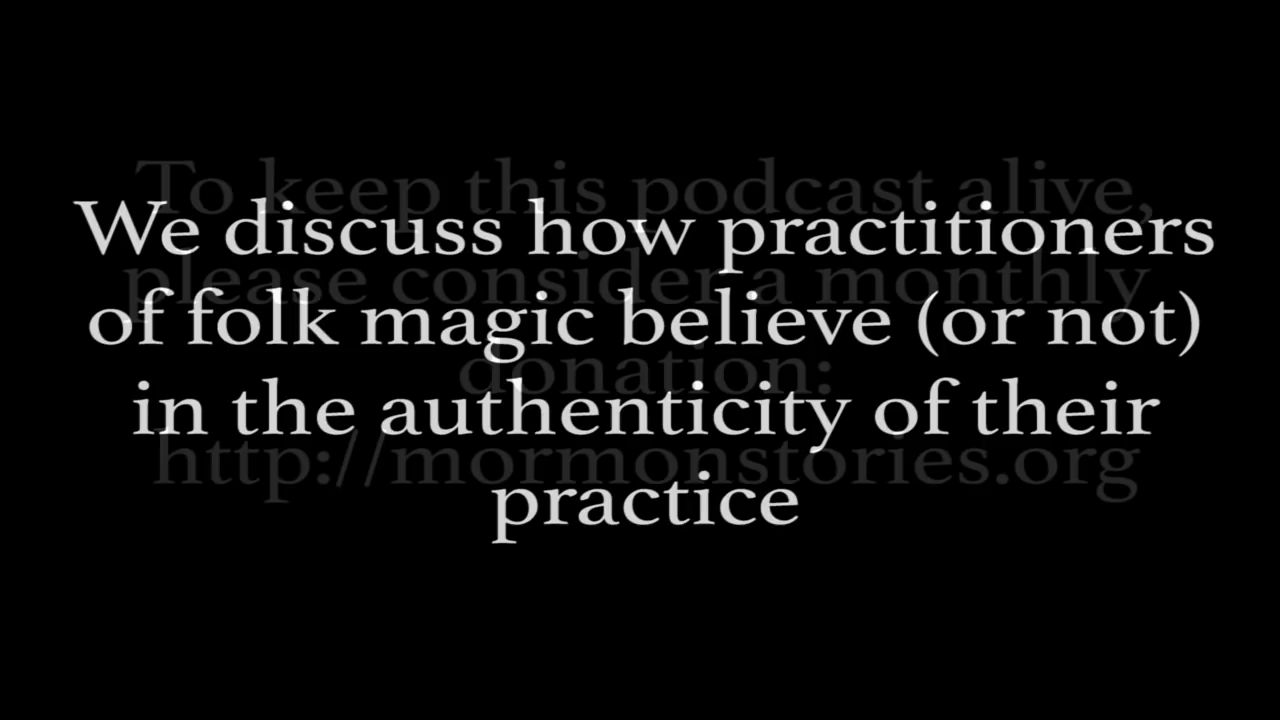 To keep this podcast alive,
We discuss how practitioners
please consider a monthly
of folk magic believe (or not)
donation:
in the authenticity of their
http://mormonstories.org
practice